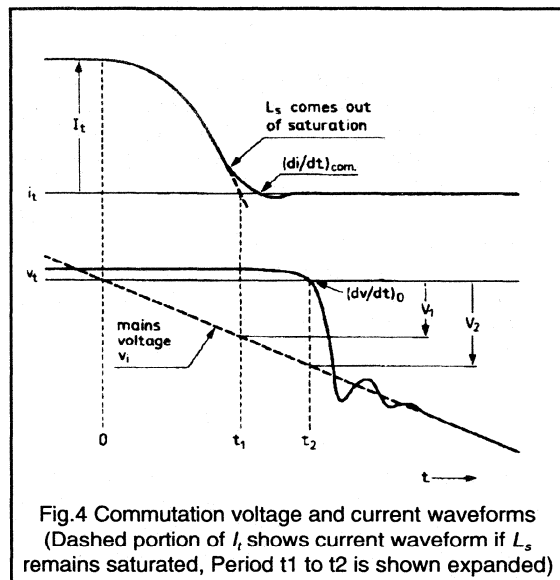 I_t
L_s comes out
of saturation
(di/dt)_com.
i_t
v_t
(dv/dt)_0
V_1
V_2
mains
voltage
v_i
0
t_1
τ_2
t
Fig.4 Commutation voltage and current waveforms
(Dashed portion of I_t shows current waveform if L_s
remains saturated, Period t1 to t2 is shown expanded)